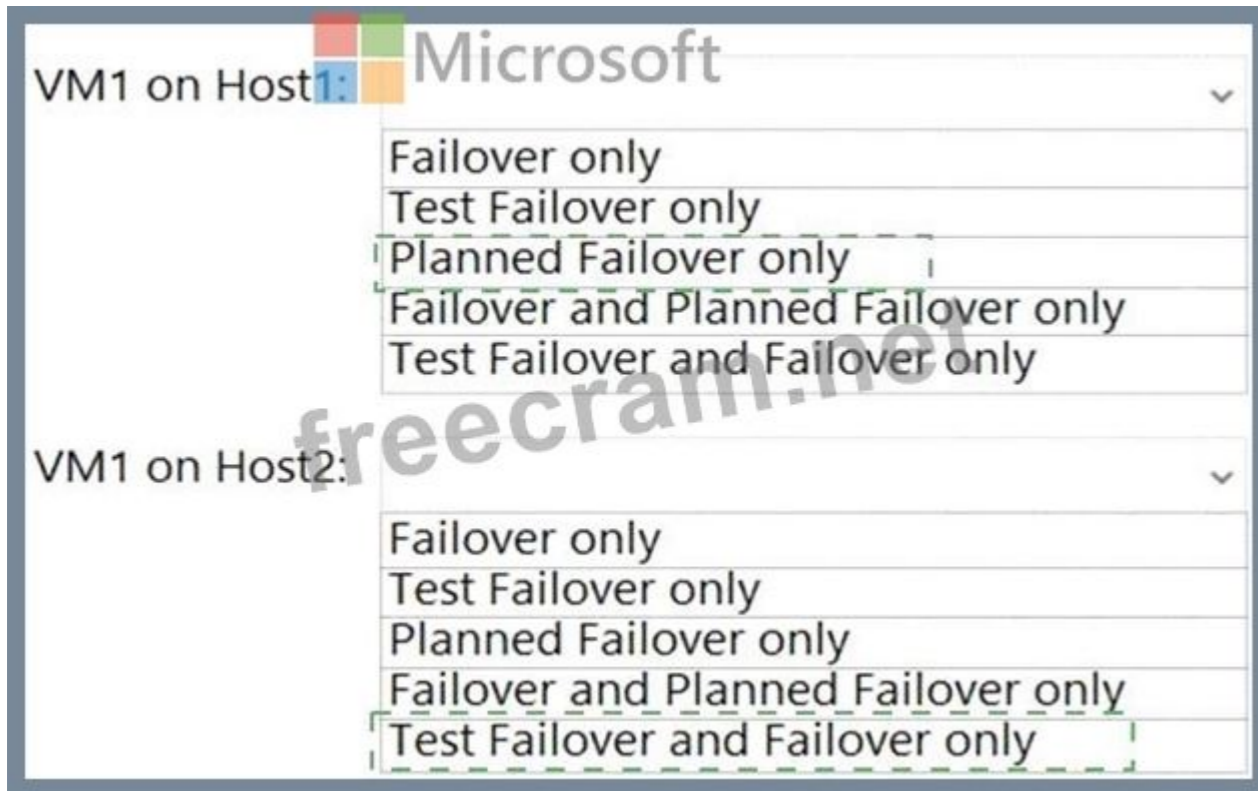 Microsoft
VM1 on Host1:
Failover only
Test Failover only
Planned Failover only
Failover and Planned Failover only
Test Failover and Failover only
freecram.net
VM1 on Host2:
Failover only
Test Failover only
Planned Failover only
Failover and Planned Failover only
Test Failover and Failover only